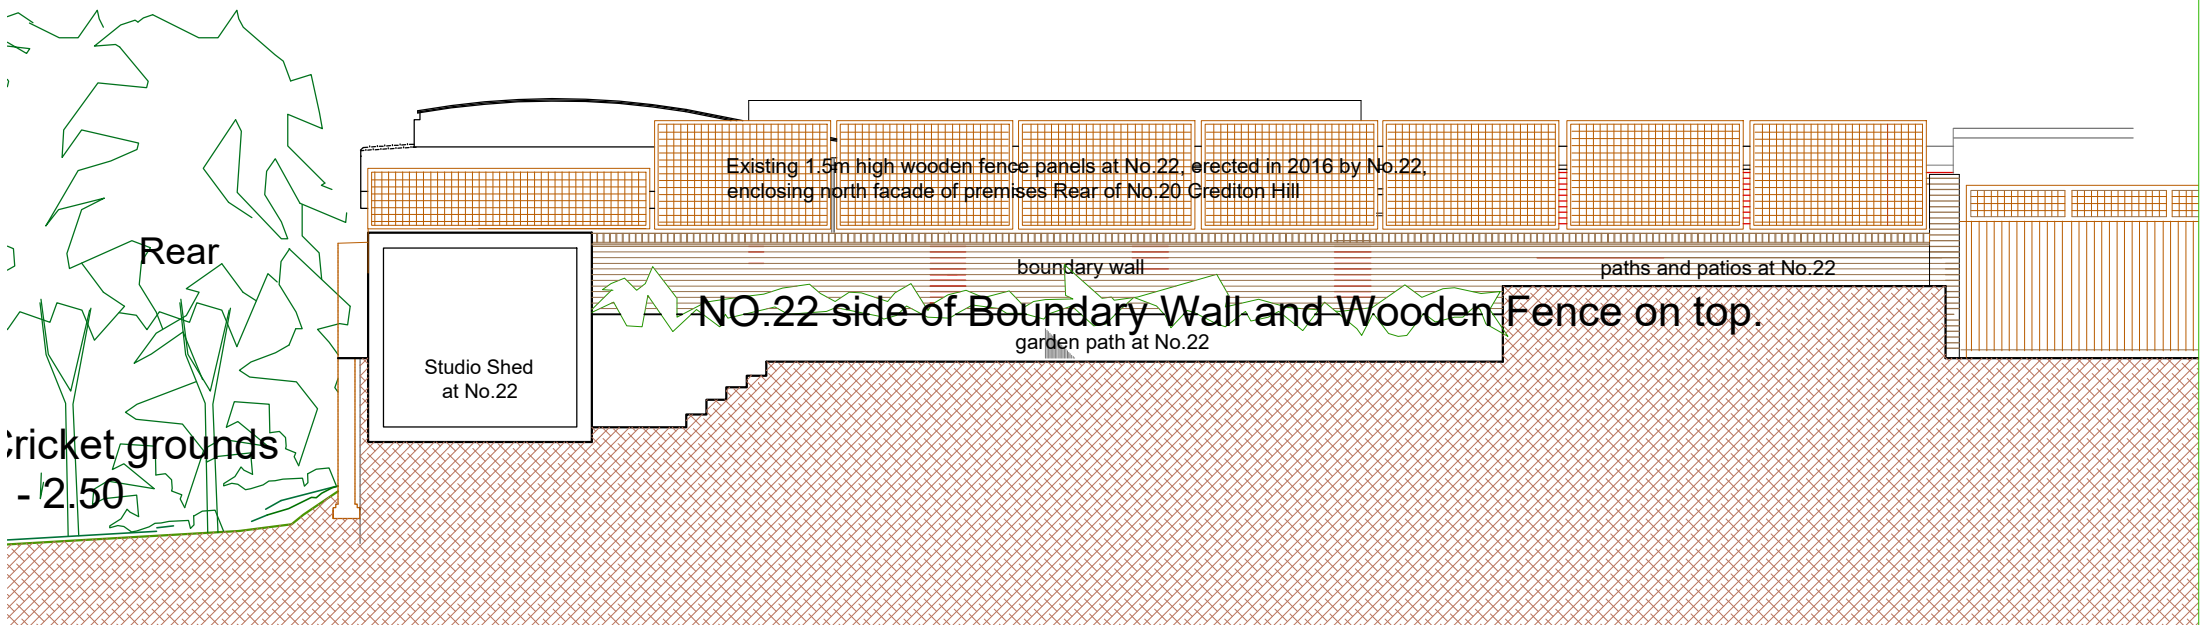 Existing 1.5m high wooden fence panels at No.22, erected in 2016 by No.22,
enclosing north facade of premises Rear of No.20 Crediton Hill
Rear
boundary wall
paths and patios at No.22
NO.22 side of Boundary Wall and Wooden Fence on top.
garden path at No.22
Studio Shed
at No.22
Cricket grounds
- 2.50